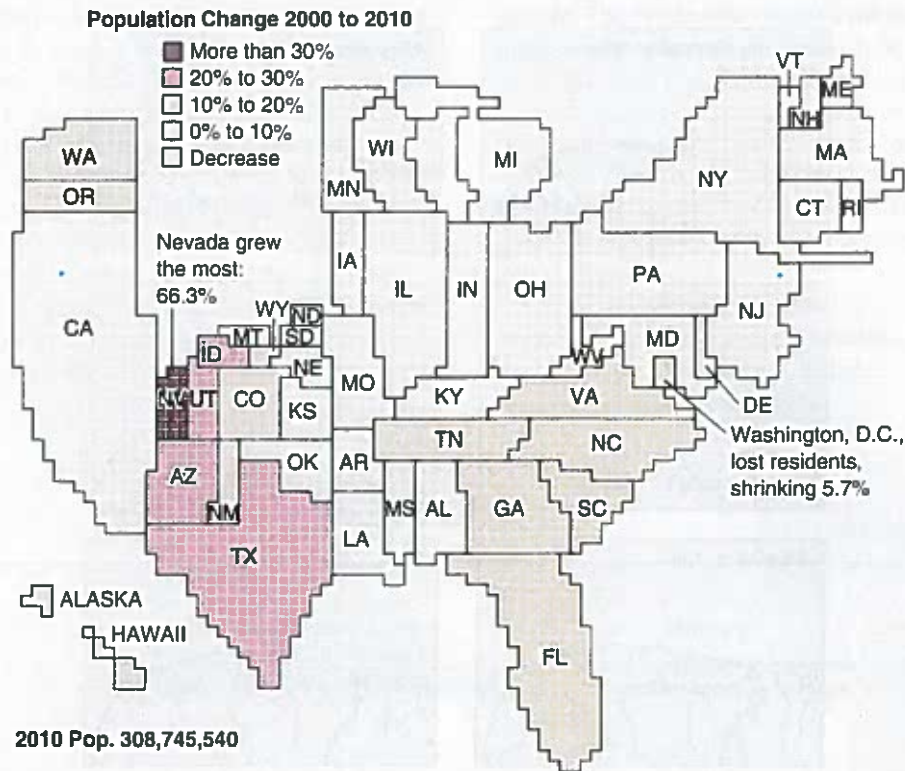 Population Change 2000 to 2010
More than 30%
20% to 30%
10% to 20%
0% to 10%
Decrease
VT
ME
NH
WA
WI
MI
MA
MN
NY
OR
CT
RI
Nevada grew
the most:
66.3%
IA
IL
IN
OH
PA
NJ
CA
WY
ND
MT
SD
MD
ID
WV
NE
MO
DE
NV
UT
CO
KS
KY
VA
TN
NC
Washington, D.C.,
lost residents,
shrinking 5.7%
OK
AR
AZ
NM
MS
AL
GA
SC
LA
TX
ALASKA
HAWAII
FL
2010 Pop. 308,745,540